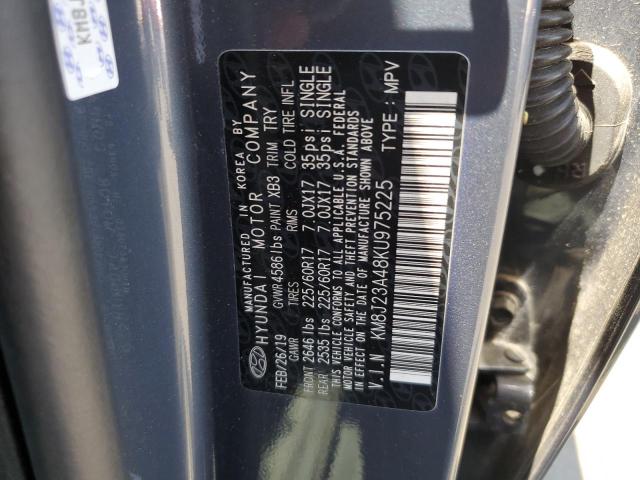 KM8J
MANUFACTURED IN KOREA BY
HYUNDAI MOTOR COMPANY
FEB/26/19 GVWR 4586 lbs PAINT XB3 TRIM TRY
GAWR TIRES RIMS COLD TIRE INFL
FRONT 2646 lbs 225/60R17 7.0JX17 35psi SINGLE
REAR 2535 lbs 225/60R17 7.0JX17 35psi SINGLE
THIS VEHICLE CONFORMS TO ALL APPLICABLE U.S.A. FEDERAL
MOTOR VEHICLE SAFETY AND THEFT PREVENTION STANDARDS
IN EFFECT ON THE DATE OF MANUFACTURE SHOWN ABOVE
V.I.N KM8J23A48KU975225 TYPE : MPV